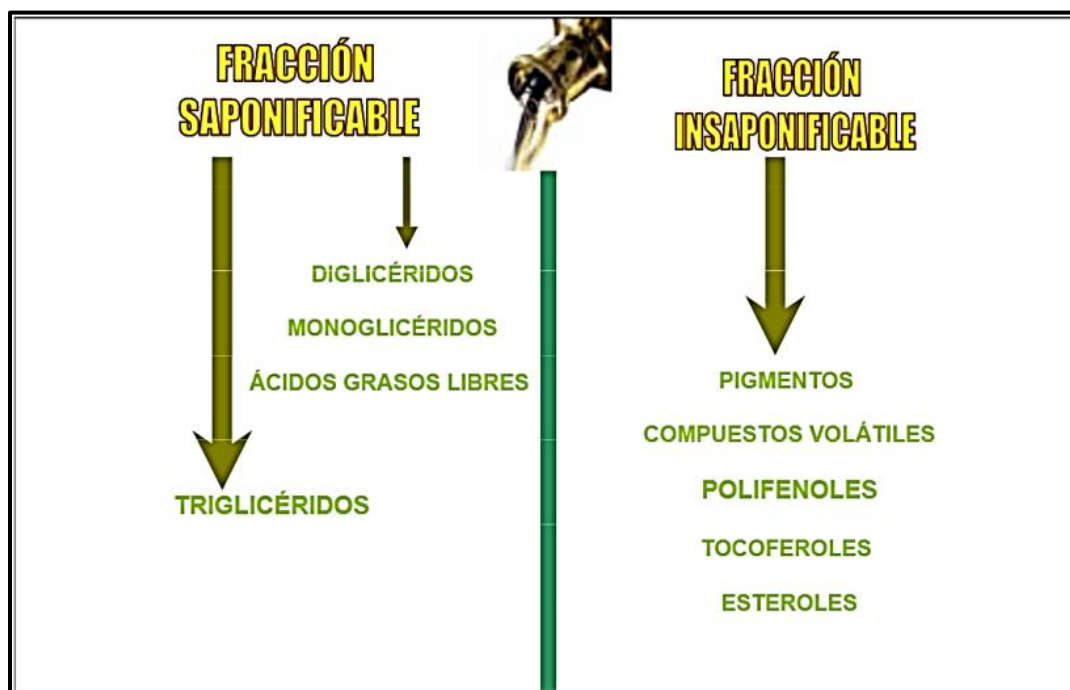 FRACCIÓN
SAPONIFICABLE
DIGLICÉRIDOS
MONOGLICÉRIDOS
ÁCIDOS GRASOS LIBRES
TRIGLICÉRIDOS
FRACCIÓN
INSAPONIFICABLE
PIGMENTOS
COMPUESTOS VOLÁTILES
POLIFENOLES
TOCOFEROLES
ESTEROLES